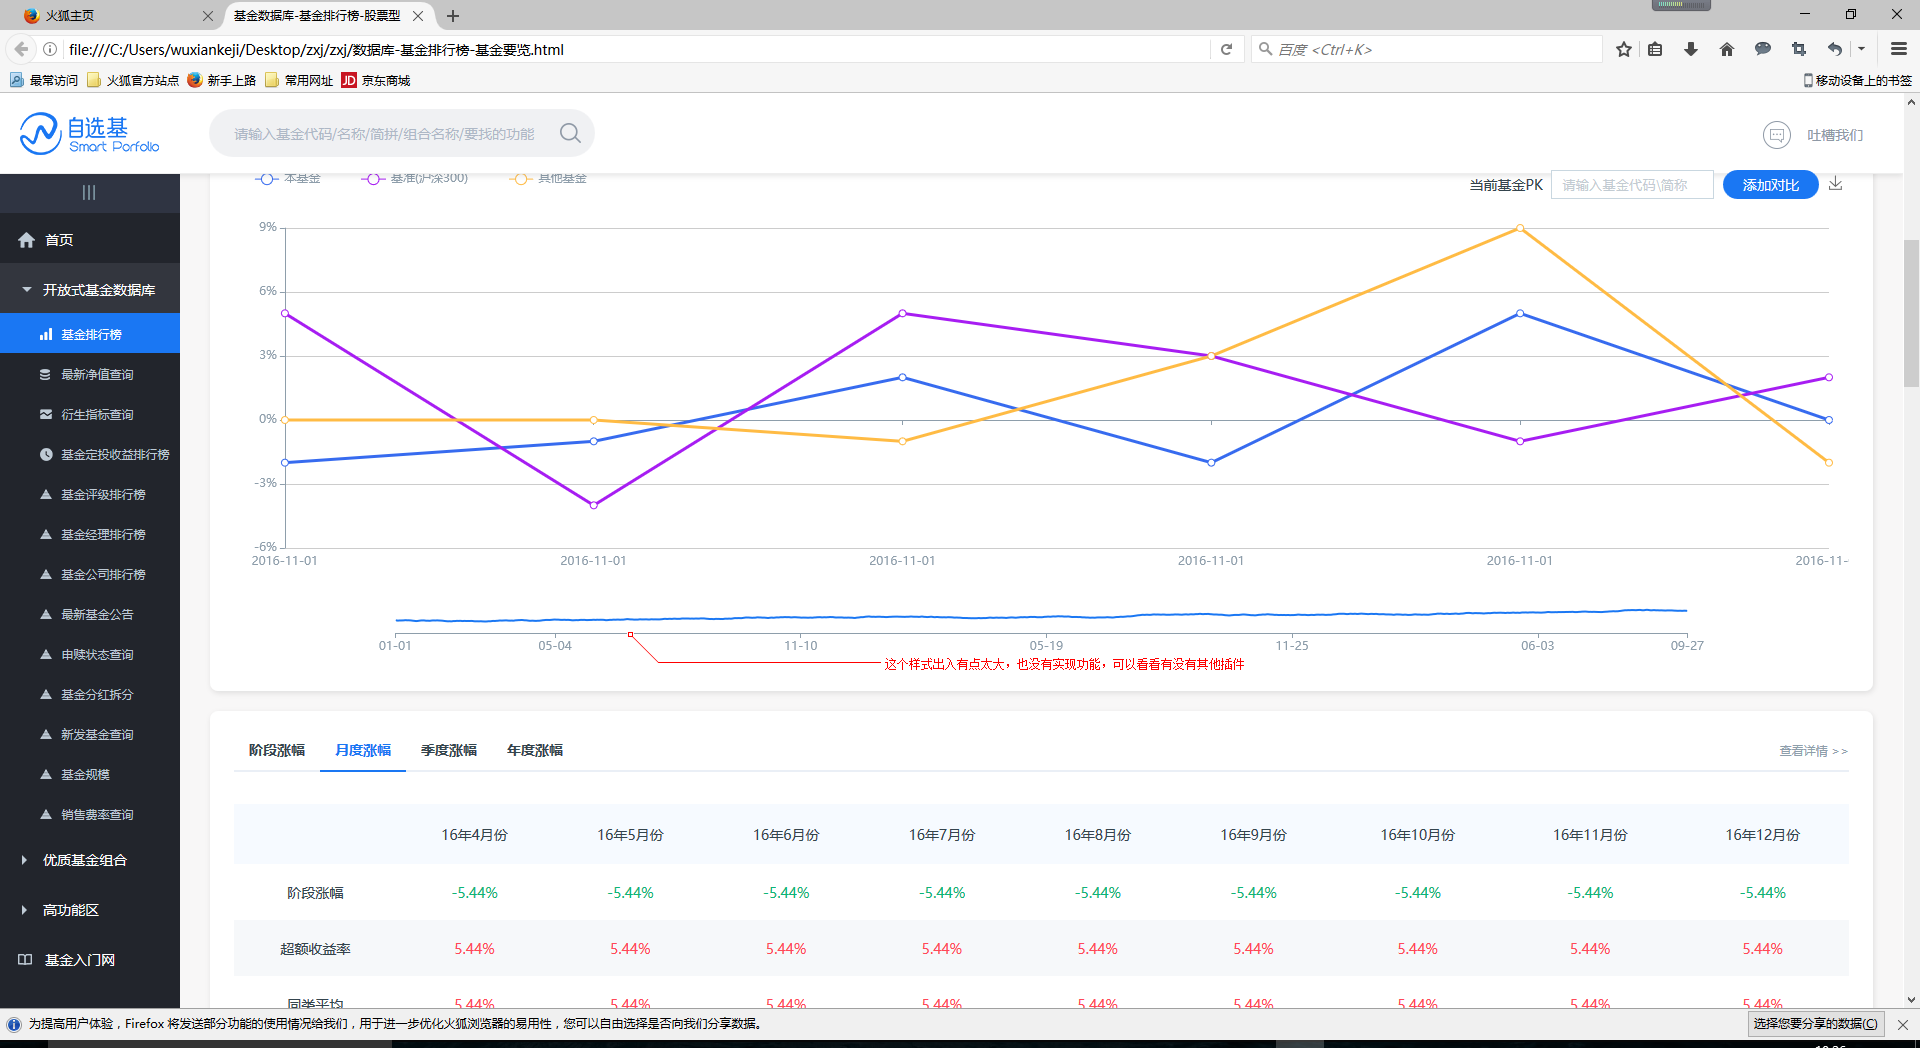 火狐主页
基金数据库-基金排行榜-股票型
file:///C:/Users/wuxiankeji/Desktop/zxj/zxj/数据库-基金排行榜-基金要览.html
百度 <Ctrl+K>
最常访问 火狐官方站点 新手上路 常用网址 JD 京东商城
移动设备上的书签
自选基
Smart Porfolio
请输入基金代码/名称/简拼/组合名称/要找的功能
吐槽我们
首页
开放式基金数据库
基金排行榜
最新净值查询
衍生指标查询
基金定投收益排行榜
基金评级排行榜
基金经理排行榜
基金公司排行榜
最新基金公告
申赎状态查询
基金分红拆分
新发基金查询
基金规模
销售费率查询
优质基金组合
高功能区
基金入门网
本基金 基准(沪深300) 其他基金
当前基金PK 请输入基金代码\简称 添加对比
9%
6%
3%
0%
-3%
-6%
2016-11-01 2016-11-01 2016-11-01 2016-11-01 2016-11-01 2016-11-
01-01 05-04 11-10 05-19 11-25 06-03 09-27
这个样式出入有点太大，也没有实现功能，可以看看有没有其他插件
阶段涨幅 月度涨幅 季度涨幅 年度涨幅
查看详情 >>
16年4月份 16年5月份 16年6月份 16年7月份 16年8月份 16年9月份 16年10月份 16年11月份 16年12月份
阶段涨幅 -5.44% -5.44% -5.44% -5.44% -5.44% -5.44% -5.44% -5.44% -5.44%
超额收益率 5.44% 5.44% 5.44% 5.44% 5.44% 5.44% 5.44% 5.44% 5.44%
同类平均 5.44% 5.44% 5.44% 5.44% 5.44% 5.44% 5.44% 5.44% 5.44%
为提高用户体验，Firefox 将发送部分功能的使用情况给我们，用于进一步优化火狐浏览器的易用性，您可以自由选择是否向我们分享数据。
选择您要分享的数据(C)